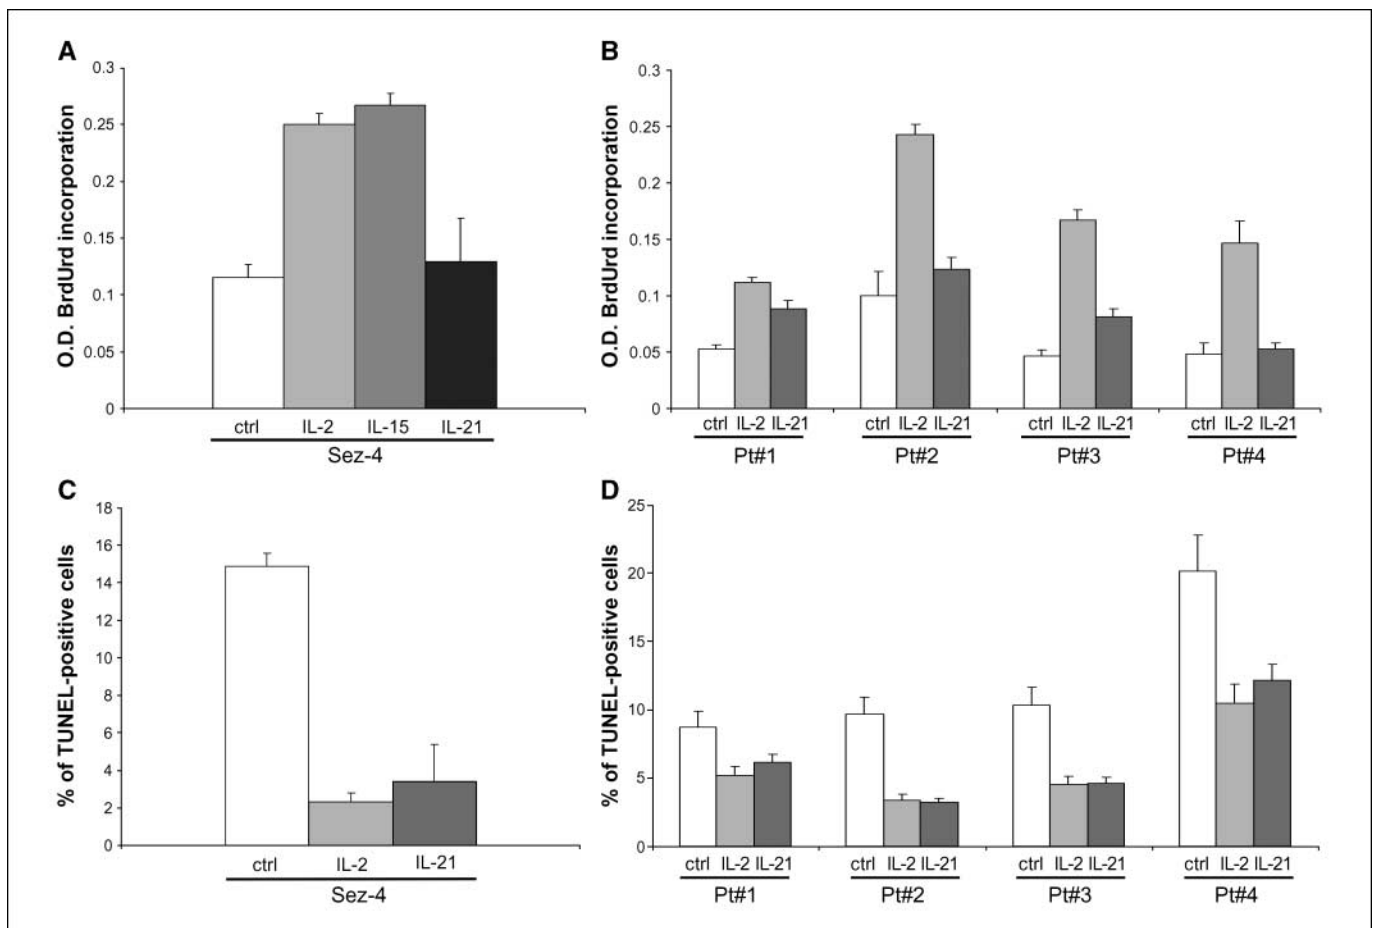 A
O.D. BrdUrd incorporation
0.3
0.25
0.2
0.15
0.1
0.05
0
ctrl IL-2 IL-15 IL-21
Sez-4
B
O.D. BrdUrd incorporation
0.3
0.25
0.2
0.15
0.1
0.05
0
ctrl IL-2 IL-21 ctrl IL-2 IL-21 ctrl IL-2 IL-21 ctrl IL-2 IL-21
Pt#1 Pt#2 Pt#3 Pt#4
C
% of TUNEL-positive cells
18
16
14
12
10
8
6
4
2
0
ctrl IL-2 IL-21
Sez-4
D
% of TUNEL-positive cells
25
20
15
10
5
0
ctrl IL-2 IL-21 ctrl IL-2 IL-21 ctrl IL-2 IL-21 ctrl IL-2 IL-21
Pt#1 Pt#2 Pt#3 Pt#4